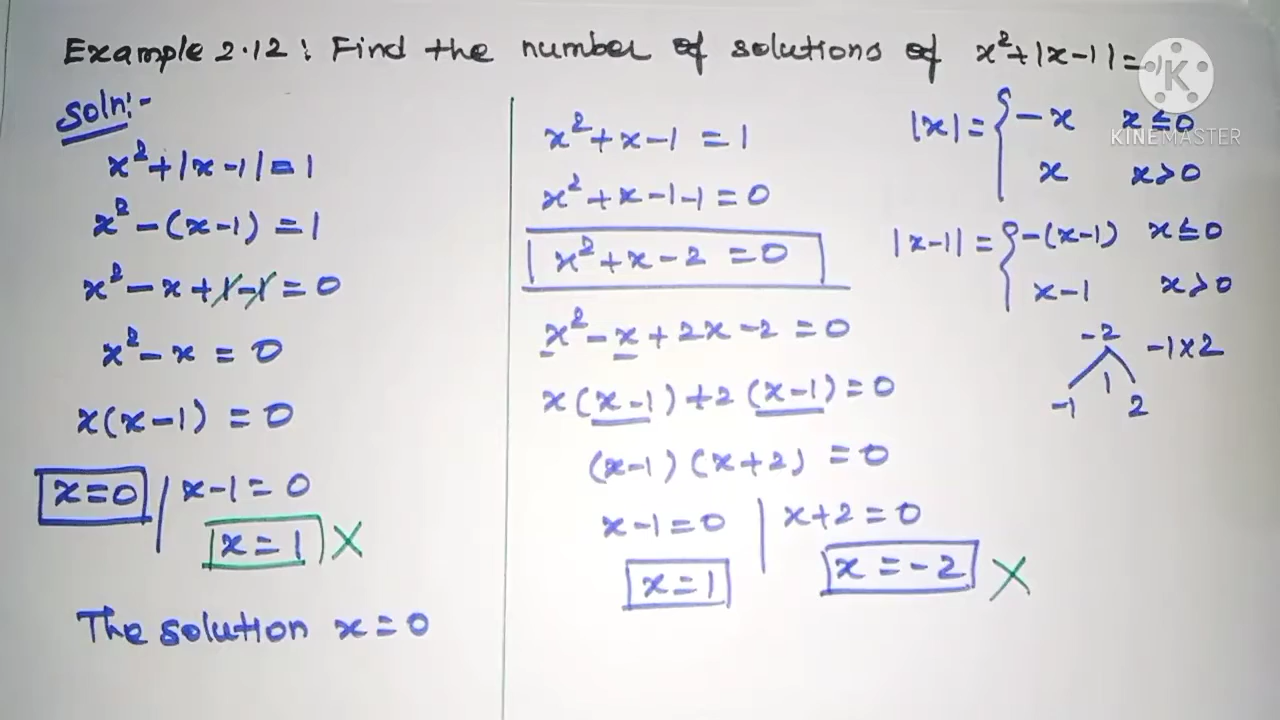 Example 2.12: Find the number of solutions of x²+|x-1|=
Soln:-
x²+|x-1|=1
x²-(x-1)=1
x²-x+1-1=0
x²-x=0
x(x-1)=0
x=0 | x-1=0
x=1 X
The solution x=0
x²+x-1=1
x²+x-1-1=0
x²+x-2=0
x²-x+2x-2=0
x(x-1)+2(x-1)=0
(x-1)(x+2)=0
x-1=0 | x+2=0
x=1 x=-2 X
|x|={-x x≤0
x x>0
|x-1|={-(x-1) x≤0
x-1 x>0
-2 -1x2
1
-1 2
K
KINEMASTER